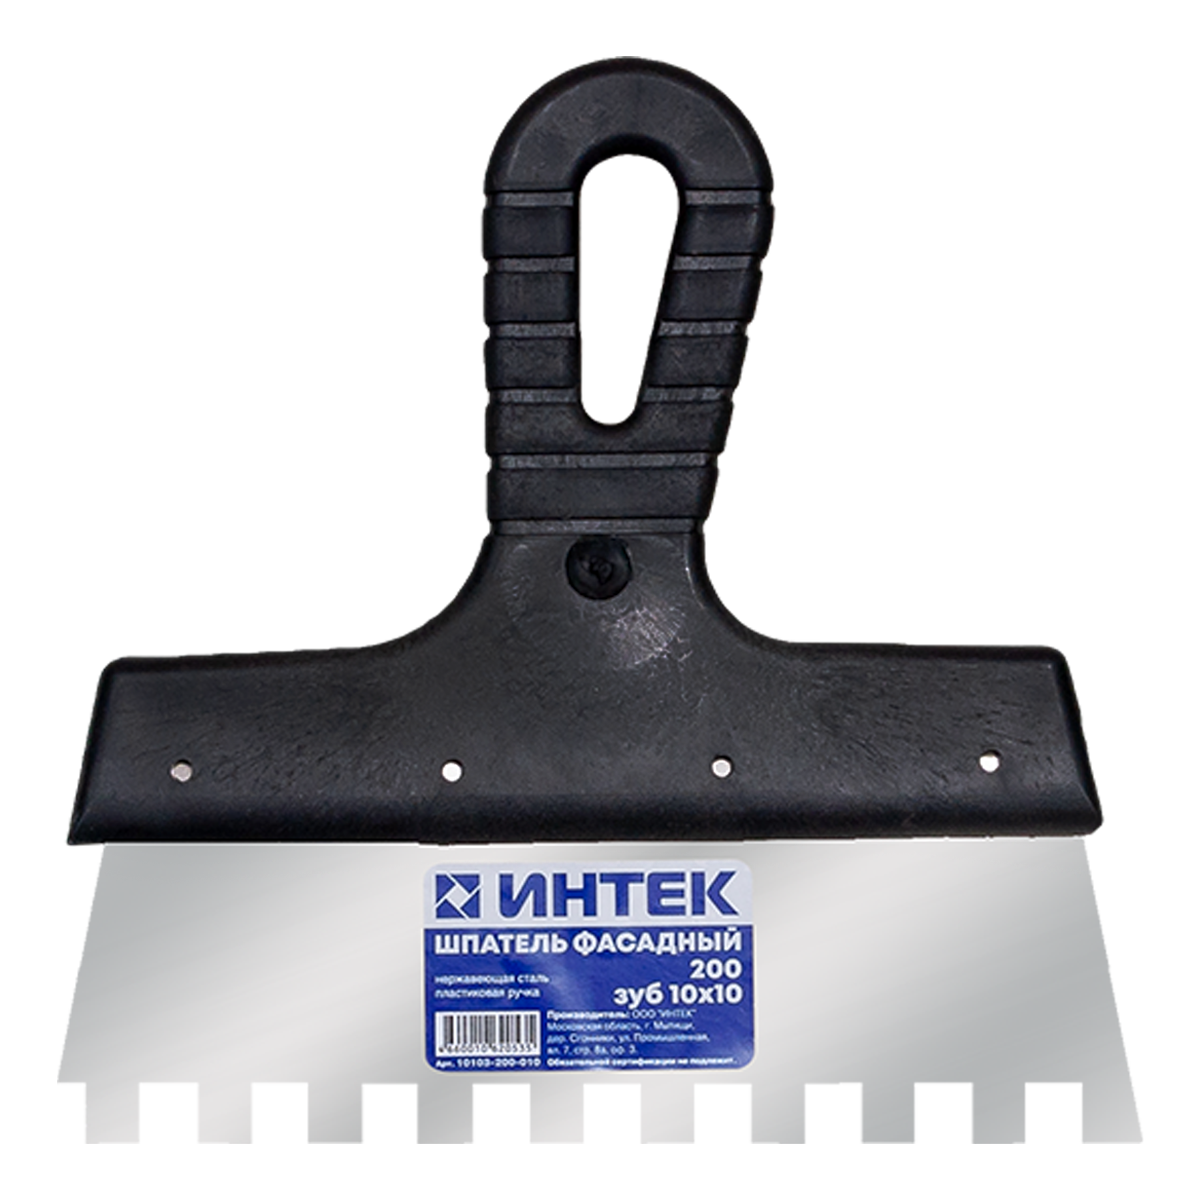 ИНТЕК
ШПАТЕЛЬ ФАСАДНЫЙ
200
нержавеющая сталь
пластиковая ручка
зуб 10х10
Производитель: ООО "ИНТЕК"
Московская область, г. Мытищи,
дер. Сгонники, ул. Промышленная,
вл. 7, стр. 8а, оф. 3.
4660010620535
Арт. 10103-200-010 Обязательной сертификации не подлежит.